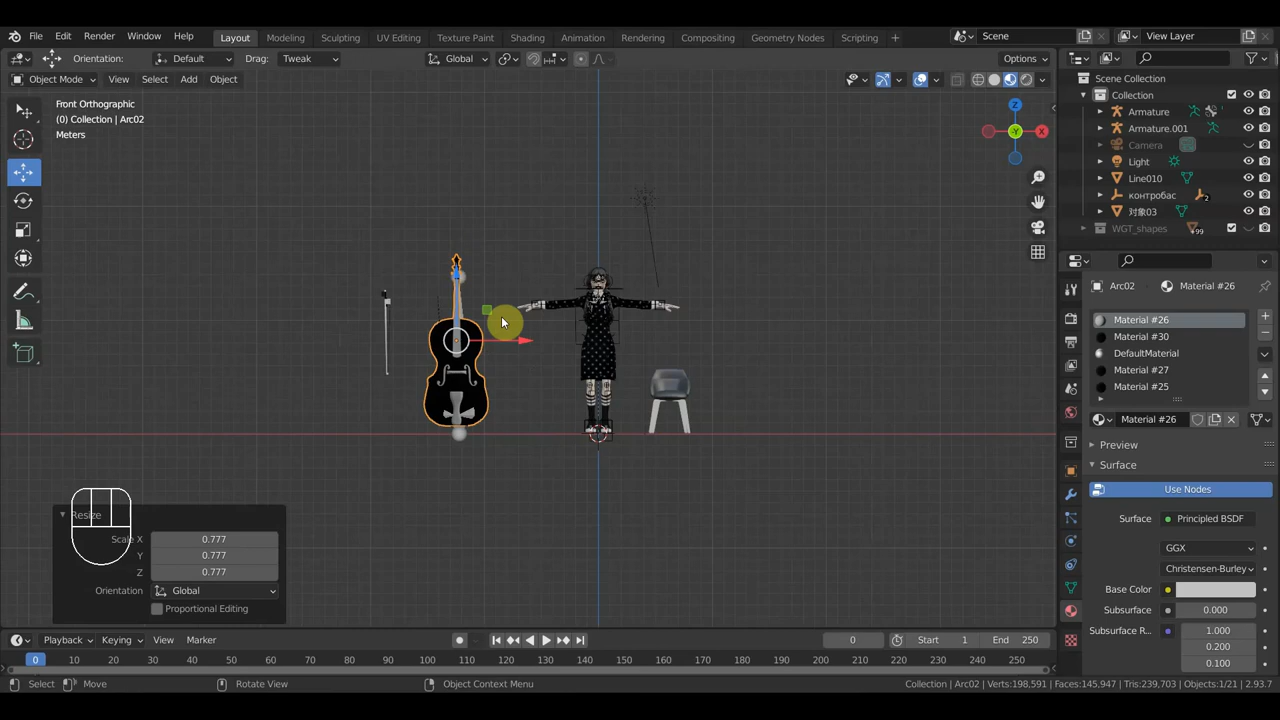 File Edit Render Window Help Layout Modeling Sculpting UV Editing Texture Paint Shading Animation Rendering Compositing Geometry Nodes Scripting + Scene View Layer
Orientation: Default Drag: Tweak Global Options
Object Mode View Select Add Object
Front Orthographic
(0) Collection | Arc02
Meters
Z
-Y
X
Scene Collection
Collection
Armature
Armature.001
Camera
Light
Line010
контробас 2
对象03
WGT_shapes +99
Arc02 Material #26
Material #26
Material #30
DefaultMaterial
Material #27
Material #25
Material #26
Preview
Surface
Use Nodes
Surface Principled BSDF
GGX
Christensen-Burley
Base Color
Subsurface 0.000
Subsurface R... 1.000
0.200
0.100
Resize
Scale X 0.777
Y 0.777
Z 0.777
Orientation Global
Proportional Editing
Playback Keying View Marker 0 Start 1 End 250
0 10 20 30 40 50 60 70 80 90 100 110 120 130 140 150 160 170 180 190 200 210 220 230 240 250
Select Move Rotate View Object Context Menu Collection | Arc02 | Verts:198,591 | Faces:145,947 | Tris:239,703 | Objects:1/21 | 2.93.7